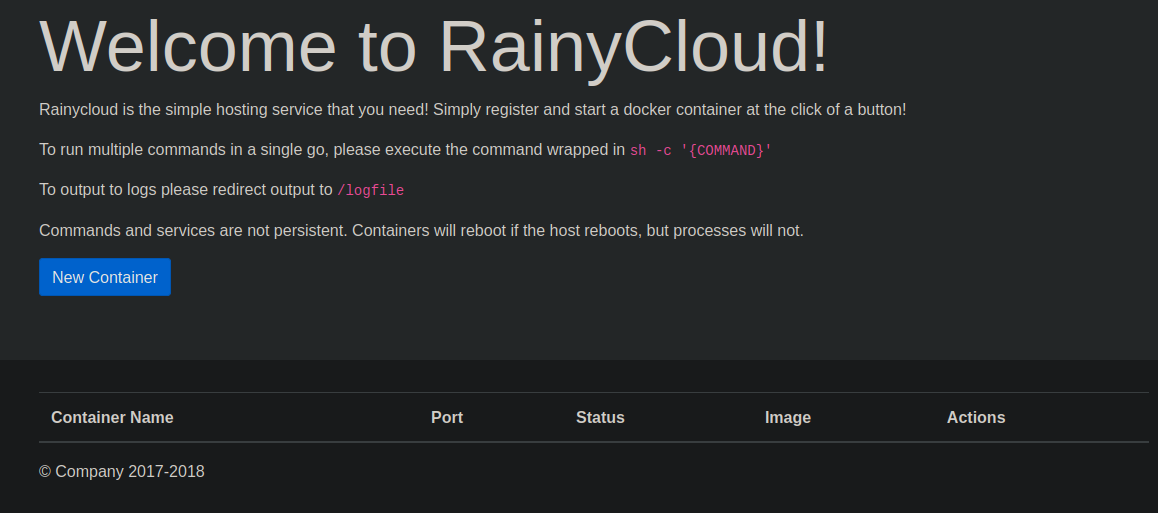 Welcome to RainyCloud!
Rainycloud is the simple hosting service that you need! Simply register and start a docker container at the click of a button!
To run multiple commands in a single go, please execute the command wrapped in sh -c '{COMMAND}'
To output to logs please redirect output to /logfile
Commands and services are not persistent. Containers will reboot if the host reboots, but processes will not.
New Container
Container Name Port Status Image Actions
© Company 2017-2018